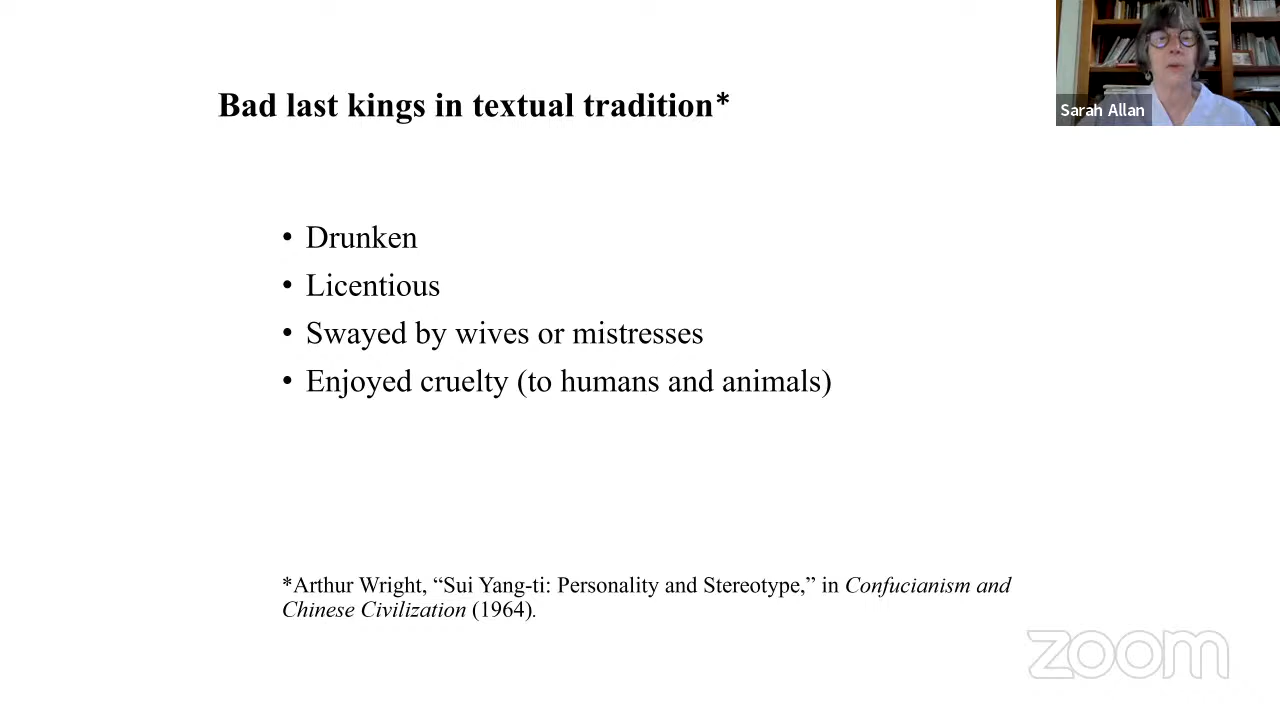 Bad last kings in textual tradition*
Sarah Allan
• Drunken
• Licentious
• Swayed by wives or mistresses
• Enjoyed cruelty (to humans and animals)
*Arthur Wright, “Sui Yang-ti: Personality and Stereotype,” in Confucianism and
Chinese Civilization (1964).
zoom